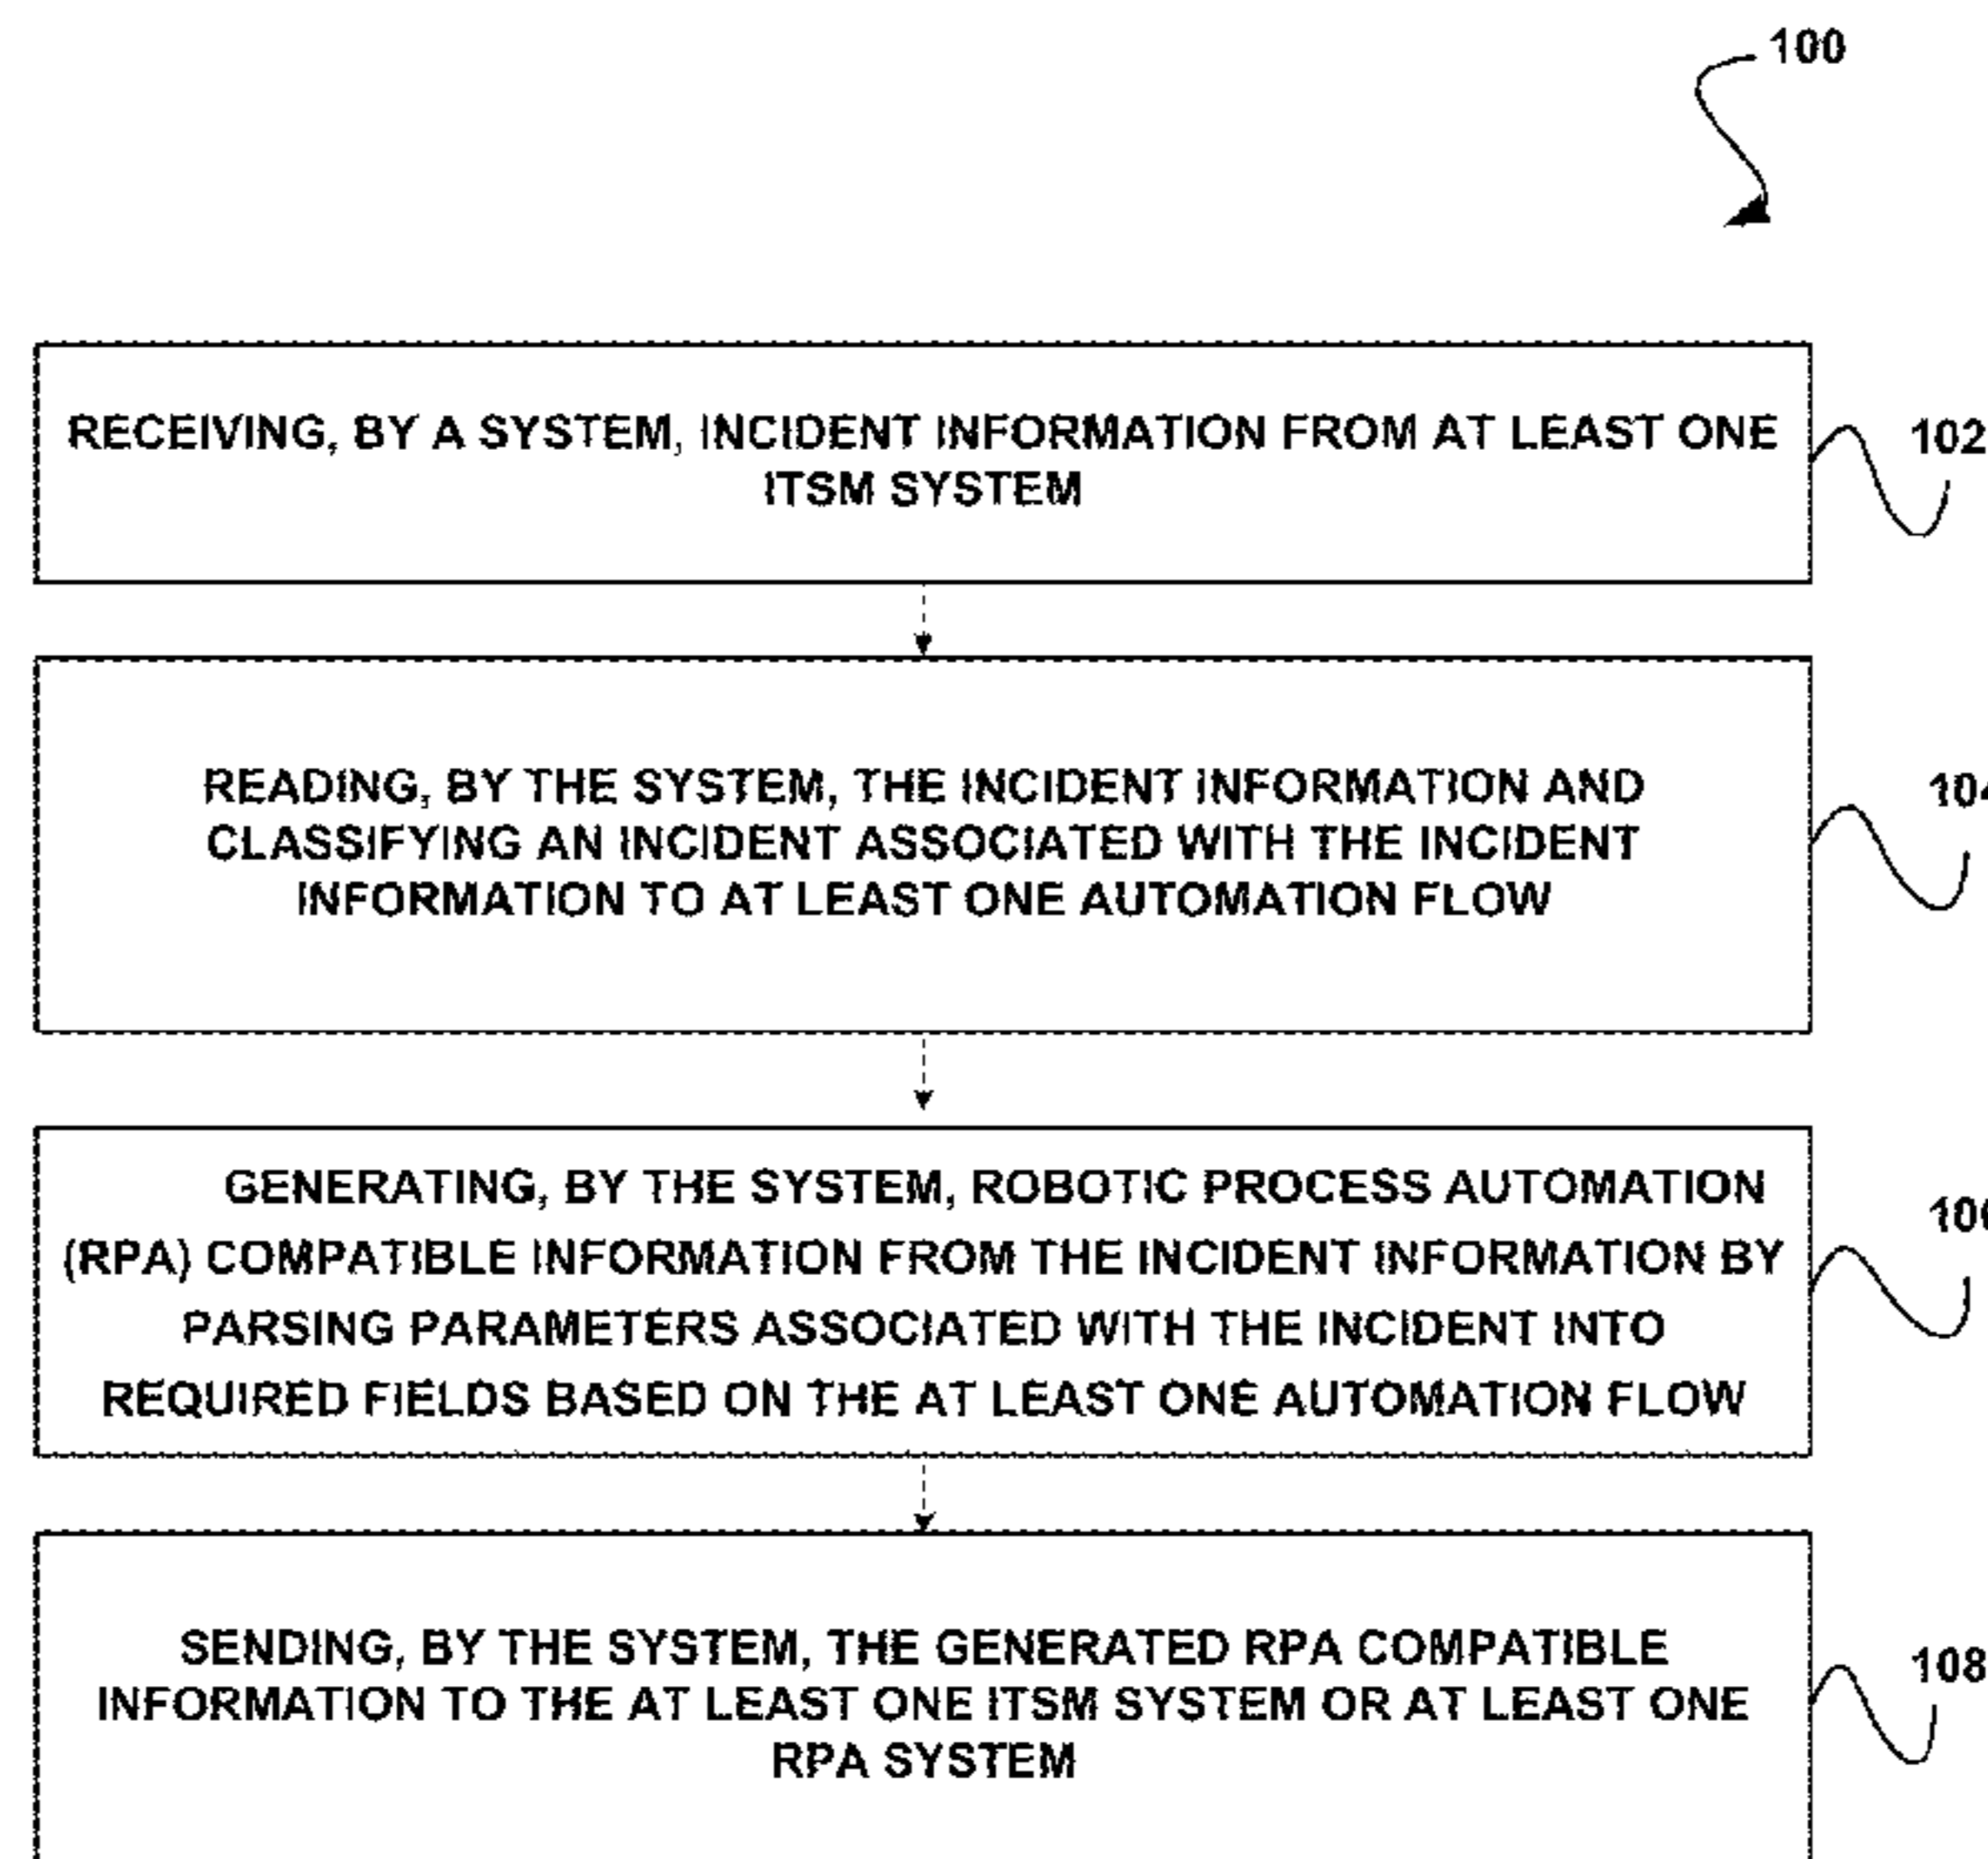 100
RECEIVING, BY A SYSTEM, INCIDENT INFORMATION FROM AT LEAST ONE
ITSM SYSTEM
102
READING, BY THE SYSTEM, THE INCIDENT INFORMATION AND
CLASSIFYING AN INCIDENT ASSOCIATED WITH THE INCIDENT
INFORMATION TO AT LEAST ONE AUTOMATION FLOW
104
GENERATING, BY THE SYSTEM, ROBOTIC PROCESS AUTOMATION
(RPA) COMPATIBLE INFORMATION FROM THE INCIDENT INFORMATION BY
PARSING PARAMETERS ASSOCIATED WITH THE INCIDENT INTO
REQUIRED FIELDS BASED ON THE AT LEAST ONE AUTOMATION FLOW
106
SENDING, BY THE SYSTEM, THE GENERATED RPA COMPATIBLE
INFORMATION TO THE AT LEAST ONE ITSM SYSTEM OR AT LEAST ONE
RPA SYSTEM
108